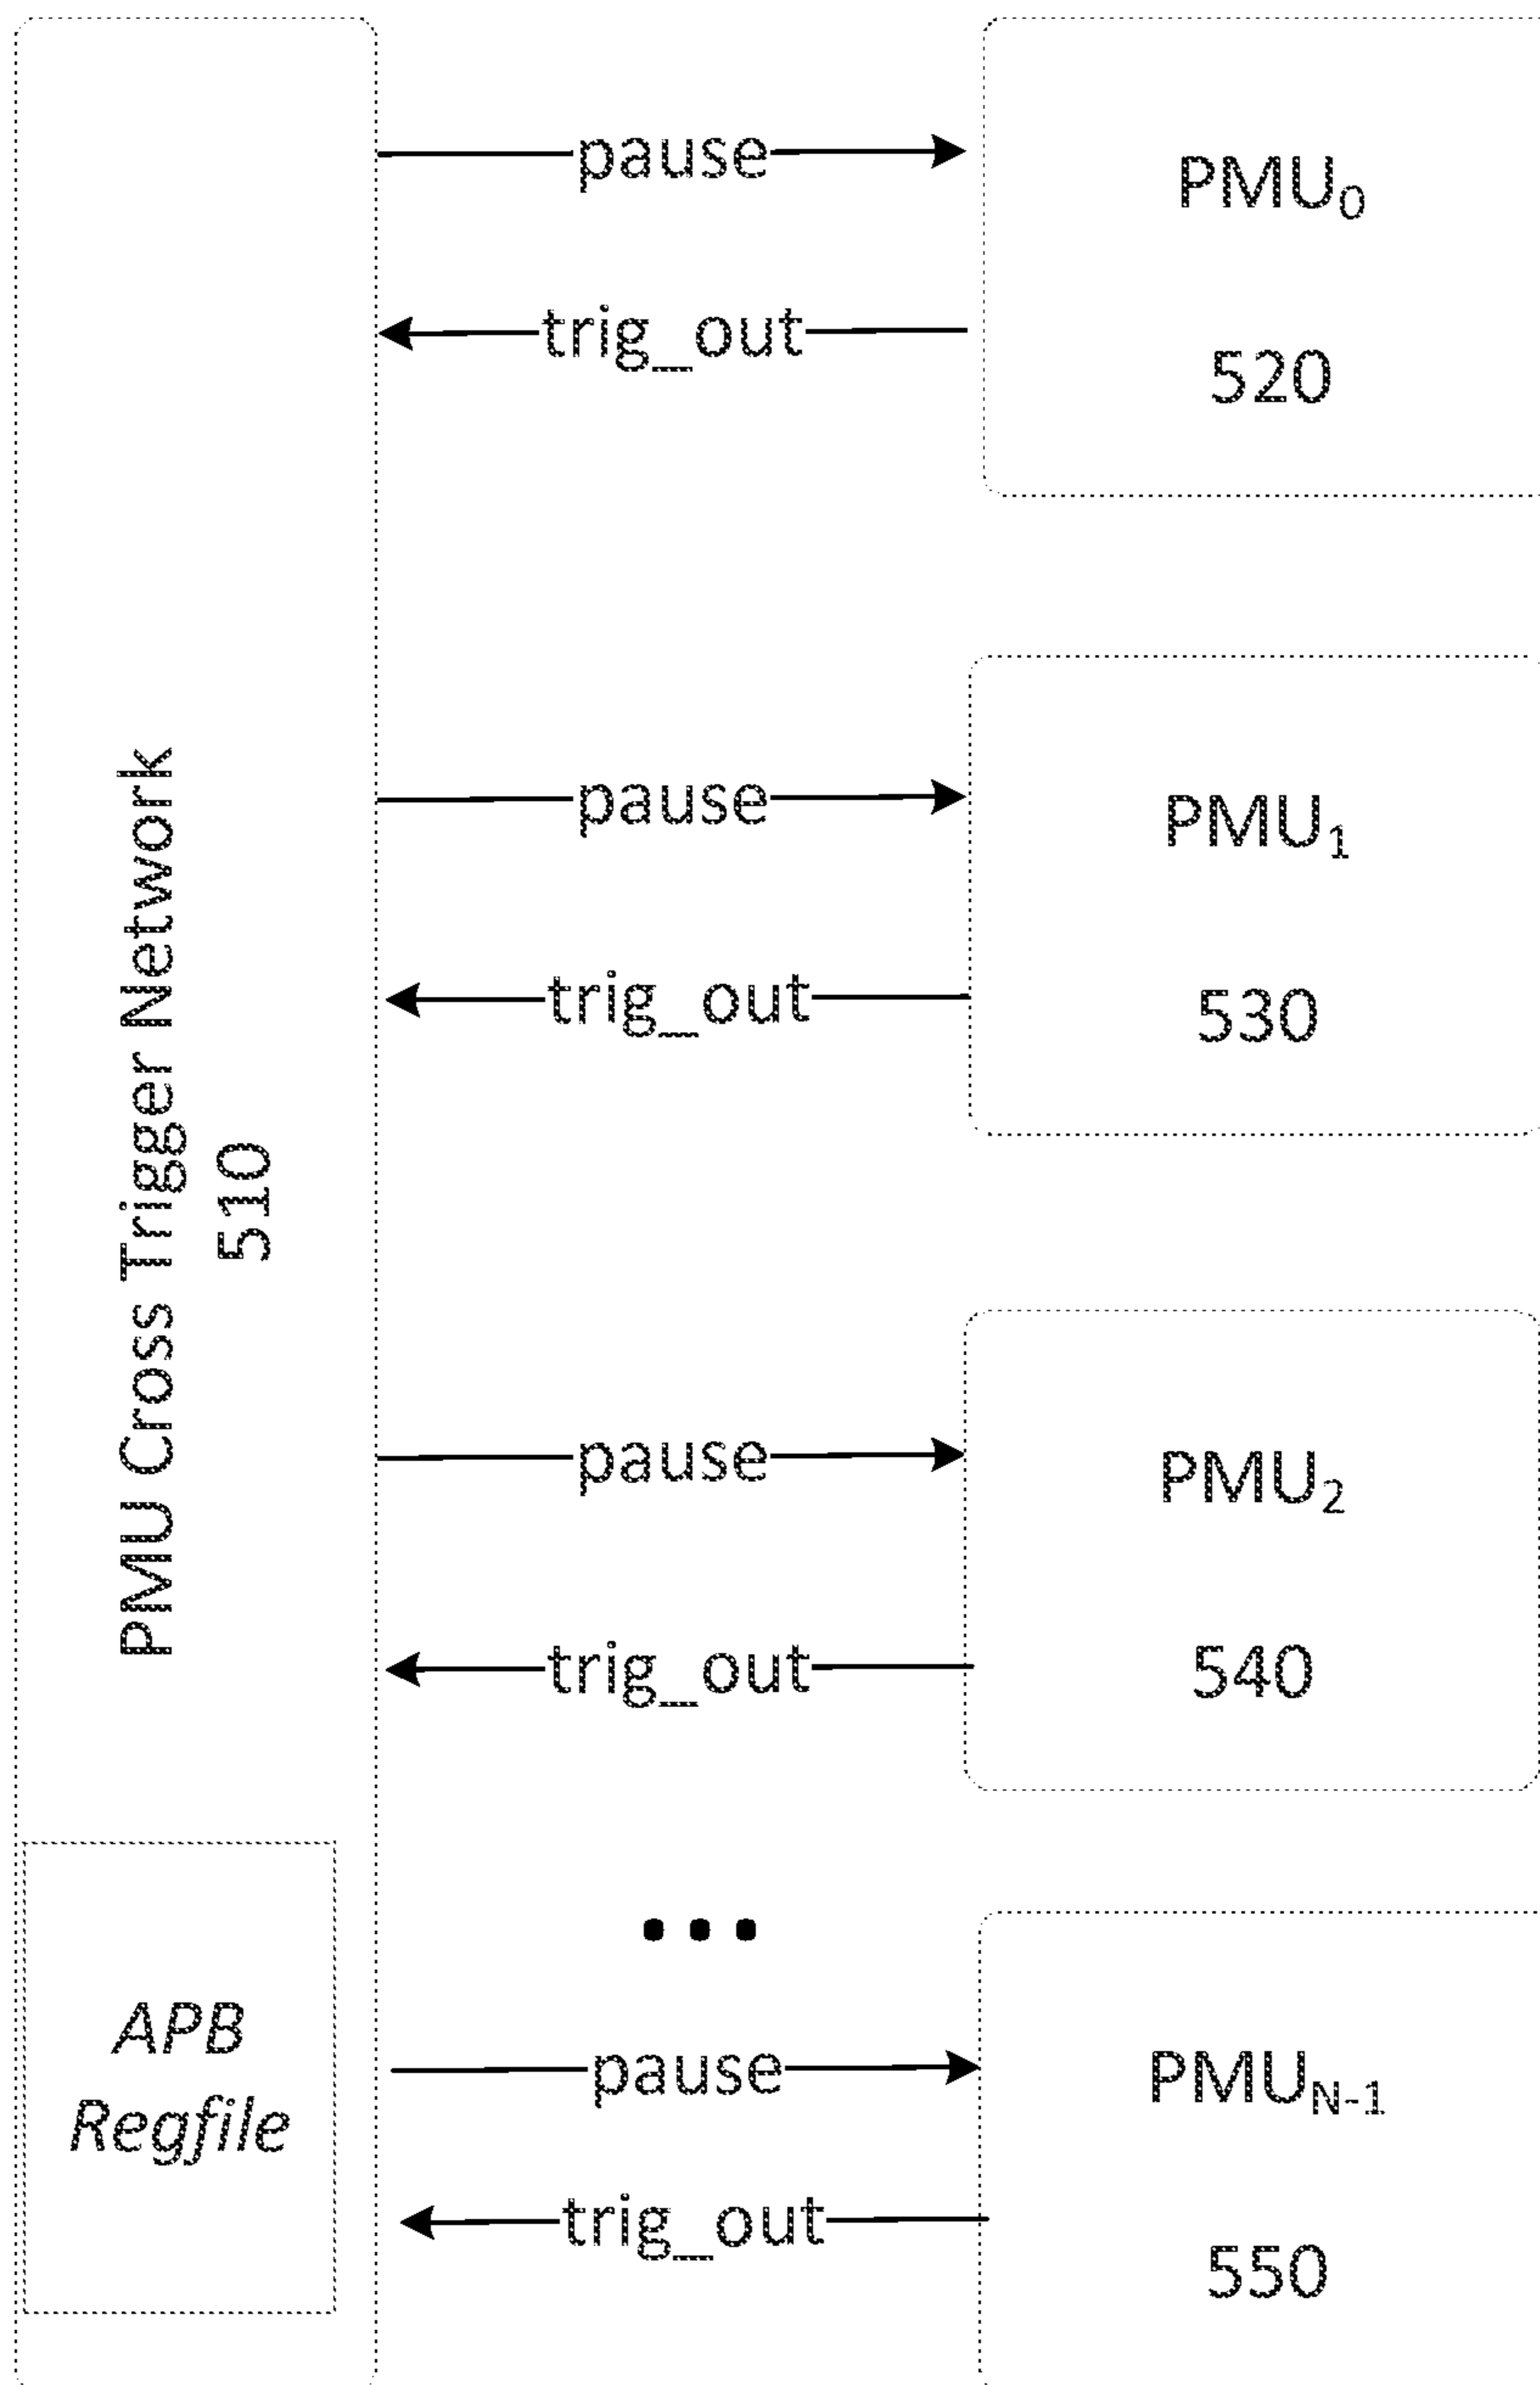 pause
PMU0
trig_out
520
pause
PMU1
trig_out
530
PMU Cross Trigger Network
510
pause
PMU2
trig_out
540
...
APB
Regfile
pause
PMUN-1
trig_out
550